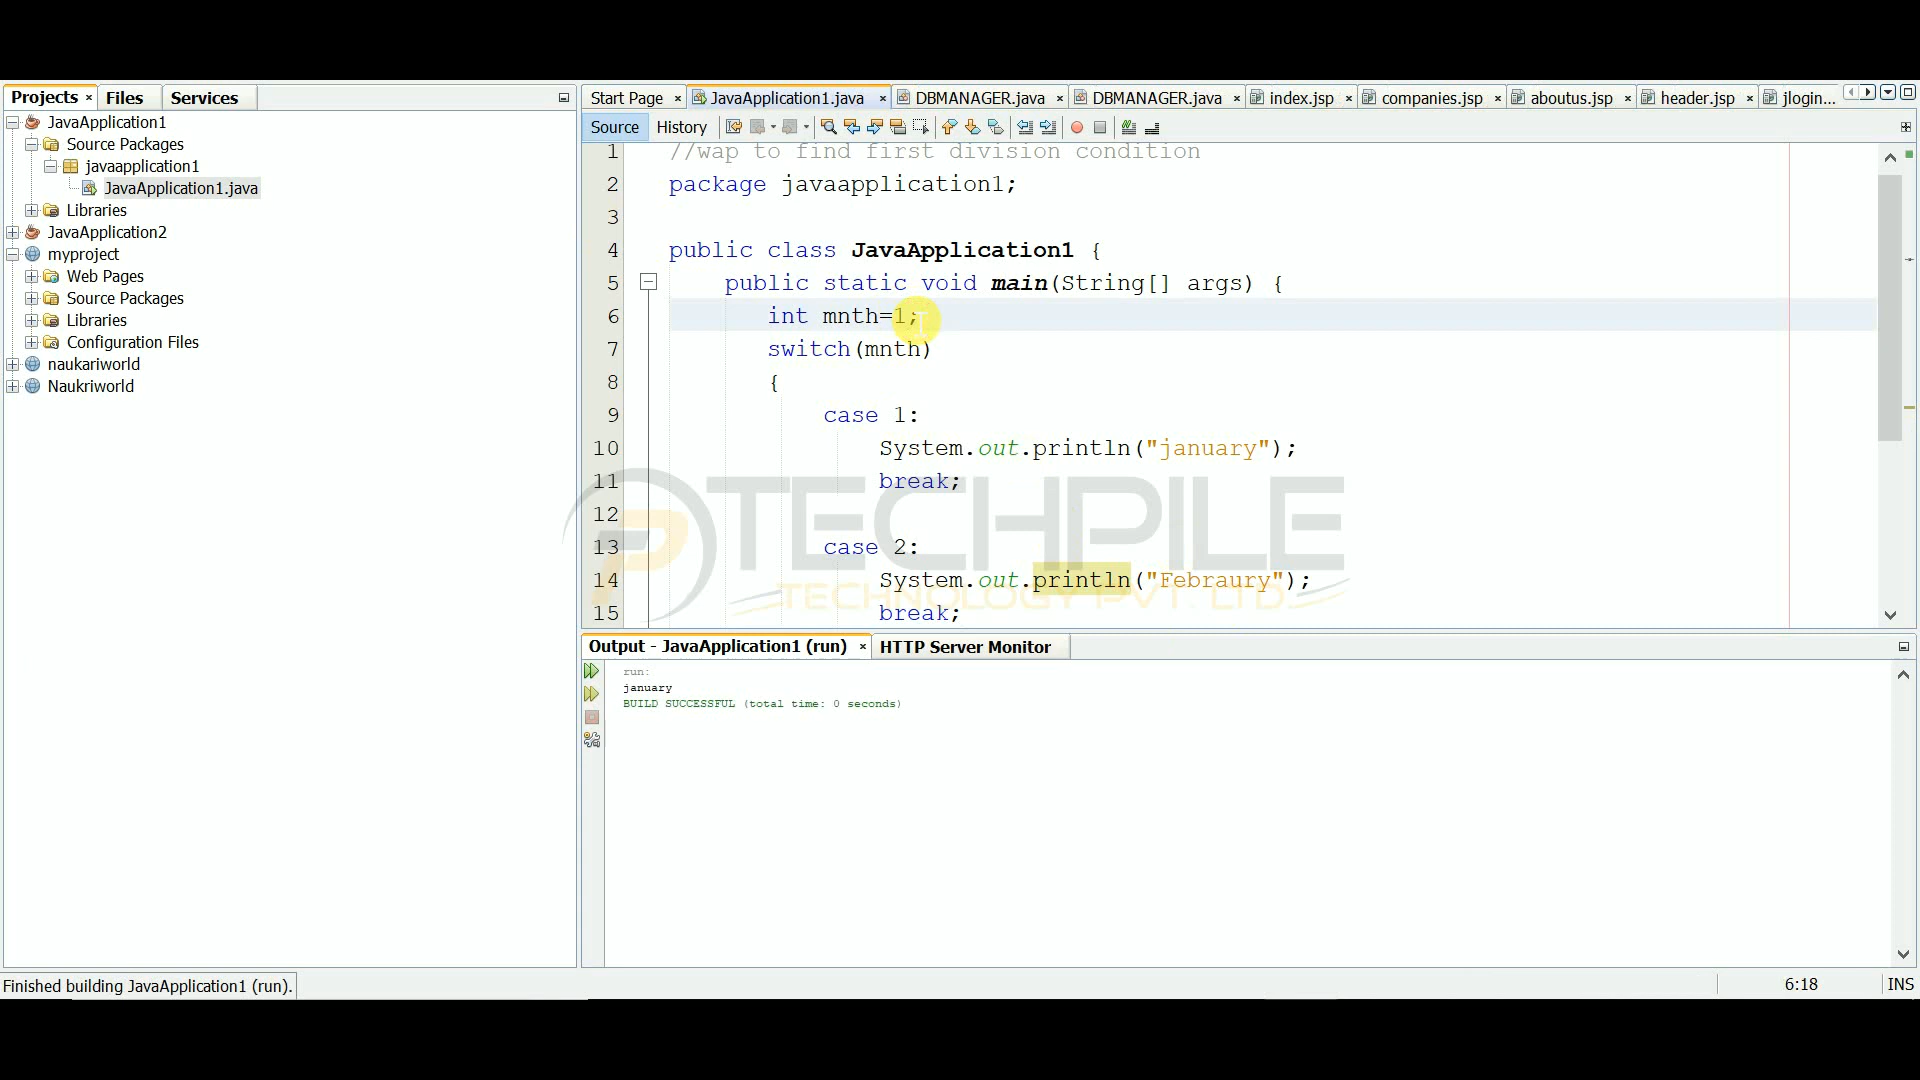 Projects
Files
Services
JavaApplication1
Source Packages
javaapplication1
JavaApplication1.java
Libraries
JavaApplication2
myproject
Web Pages
Source Packages
Libraries
Configuration Files
naukariworld
Naukriworld
Start Page
JavaApplication1.java
DBMANAGER.java
DBMANAGER.java
index.jsp
companies.jsp
aboutus.jsp
header.jsp
jlogin...
Source
History
1 //wap to find first division condition
2 package javaapplication1;
3
4 public class JavaApplication1 {
5 public static void main(String[] args) {
6 int mnth=1;
7 switch(mnth)
8 {
9 case 1:
10 System.out.println("january");
11 break;
12
13 case 2:
14 System.out.println("Febraury");
15 break;
TECHPILE
TECHNOLOGY PVT. LTD
Output - JavaApplication1 (run)
HTTP Server Monitor
run:
january
BUILD SUCCESSFUL (total time: 0 seconds)
Finished building JavaApplication1 (run).
6:18
INS